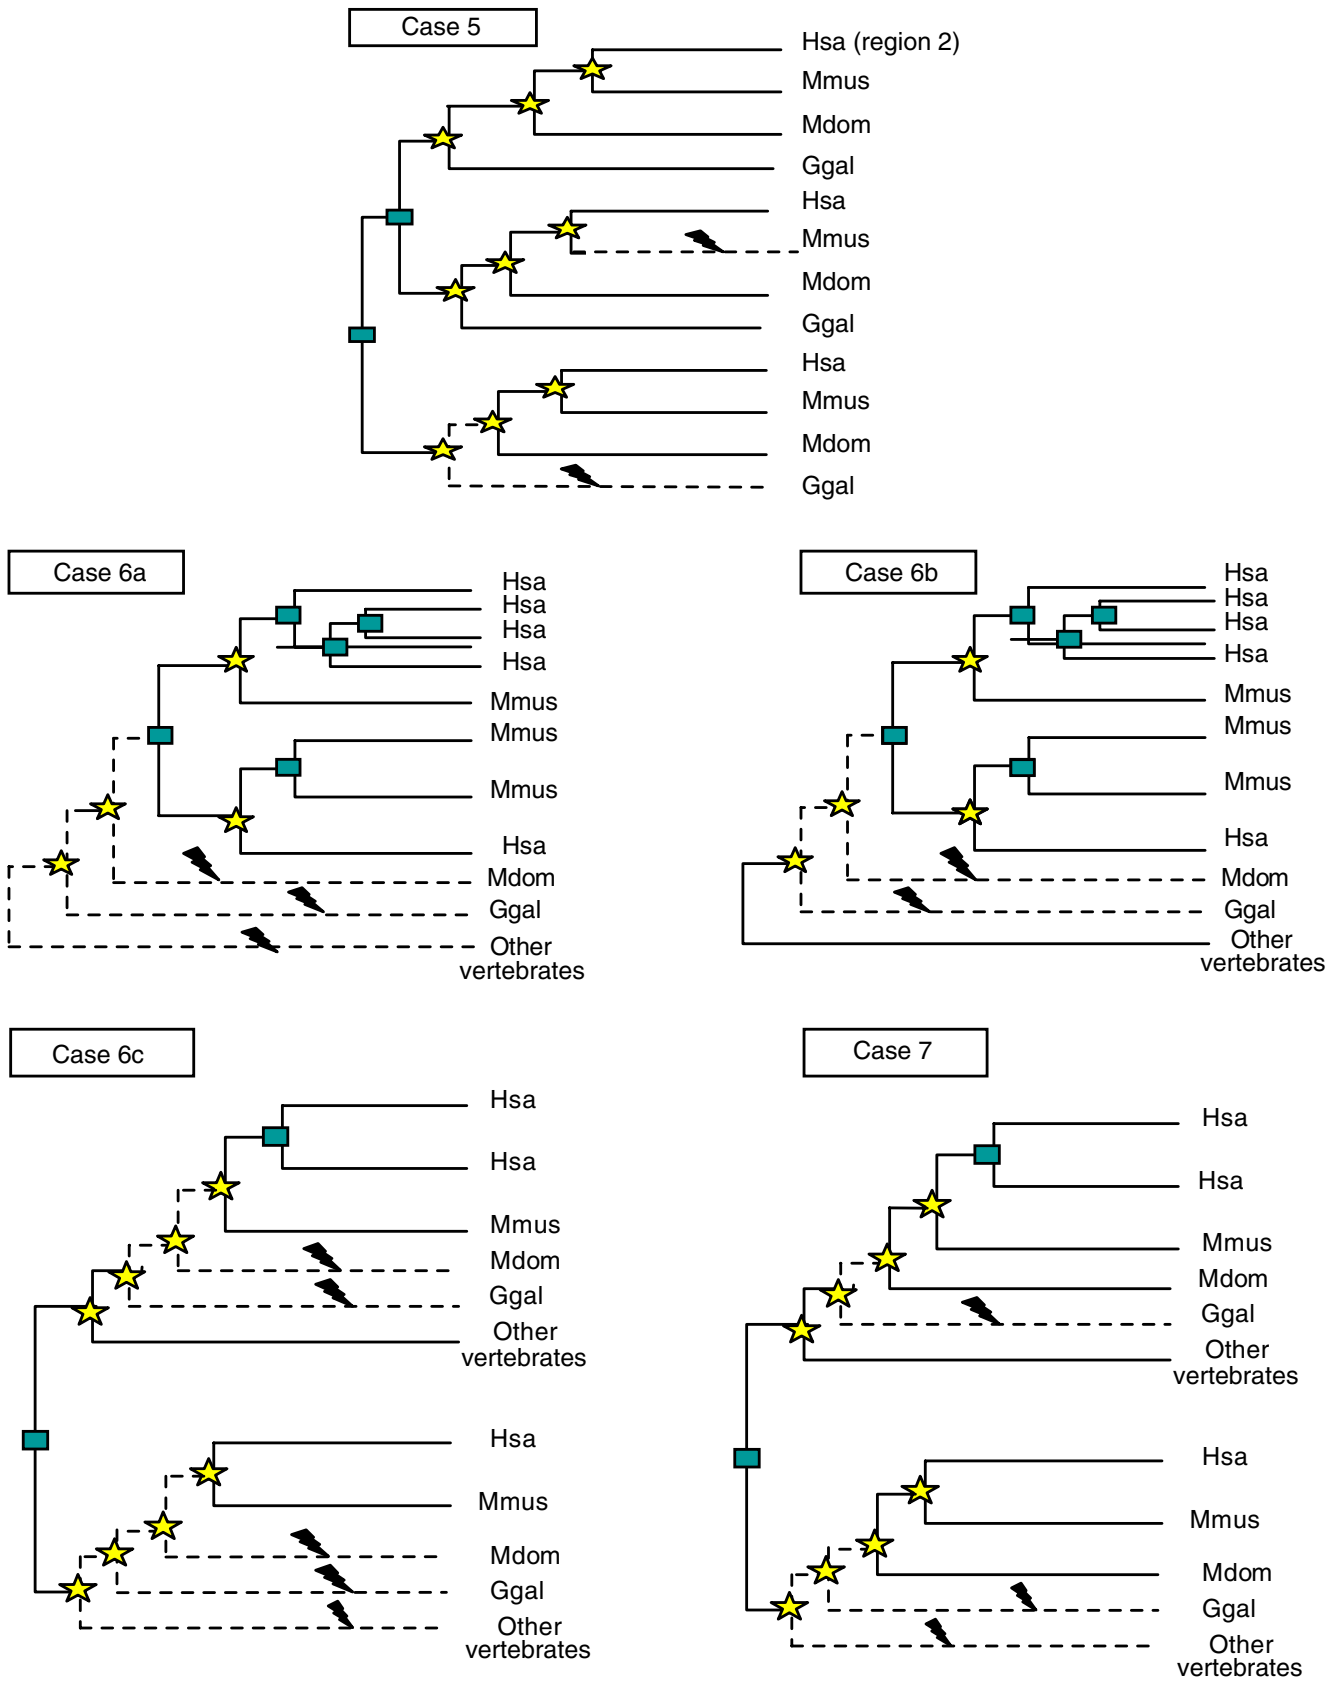 Case 5
Hsa (region 2)
Mmus
Mdom
Ggal
Hsa
Mmus
Mdom
Ggal
Hsa
Mmus
Mdom
Ggal
Case 6a
Hsa
Hsa
Hsa
Hsa
Mmus
Mmus
Mmus
Hsa
Mdom
Ggal
Other
vertebrates
Case 6b
Hsa
Hsa
Hsa
Hsa
Mmus
Mmus
Mmus
Hsa
Mdom
Ggal
Other
vertebrates
Case 6c
Hsa
Hsa
Mmus
Mdom
Ggal
Other
vertebrates
Hsa
Mmus
Mdom
Ggal
Other
vertebrates
Case 7
Hsa
Hsa
Mmus
Mdom
Ggal
Other
vertebrates
Hsa
Mmus
Mdom
Ggal
Other
vertebrates